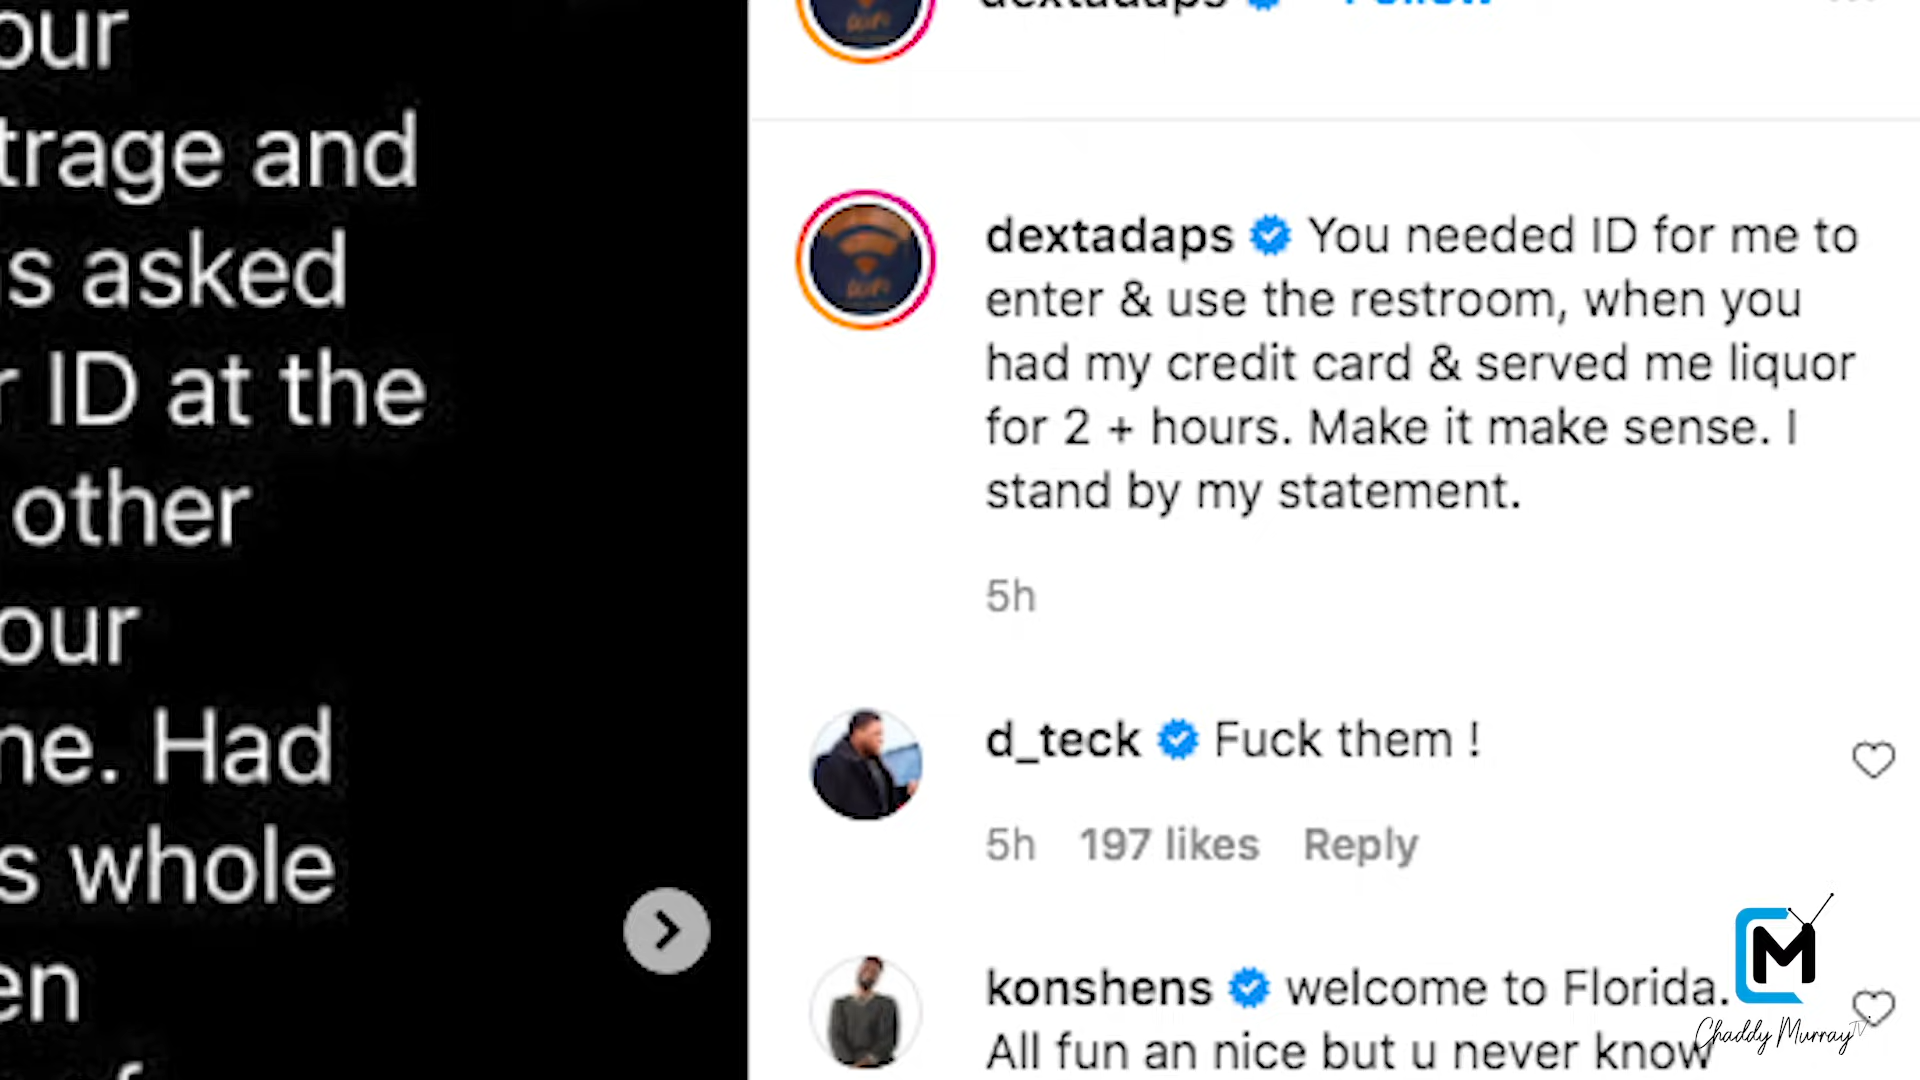 our
trage and
s asked
r ID at the
other
our
ne. Had
s whole
en
dextadaps Follow
dextadaps You needed ID for me to
enter & use the restroom, when you
had my credit card & served me liquor
for 2 + hours. Make it make sense. I
stand by my statement.
5h
d_teck Fuck them !
5h 197 likes Reply
konshens welcome to Florida.
All fun an nice but u never know
CM
Chaddy Murray TV